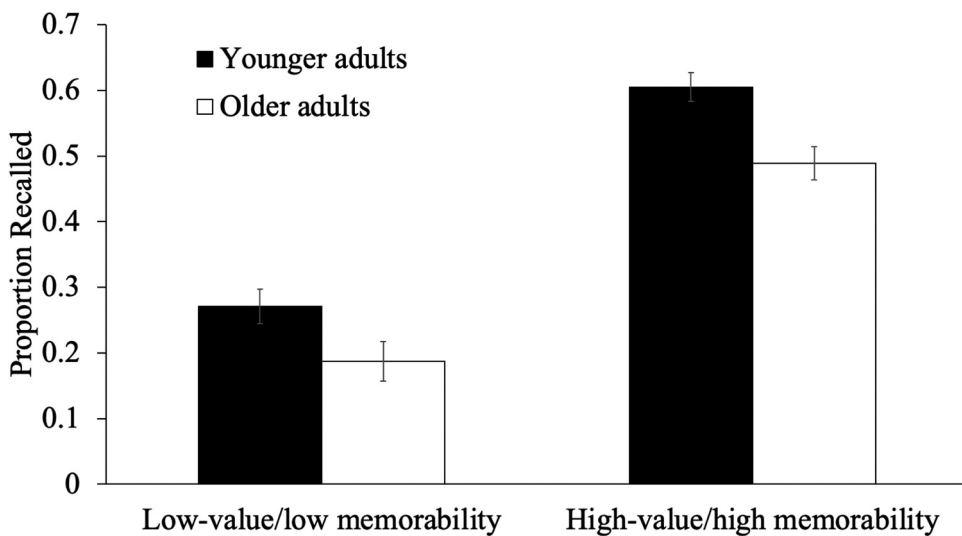 0.7
0.6
0.5
0.4
0.3
0.2
0.1
0
Proportion Recalled
Younger adults
Older adults
Low-value/low memorability
High-value/high memorability